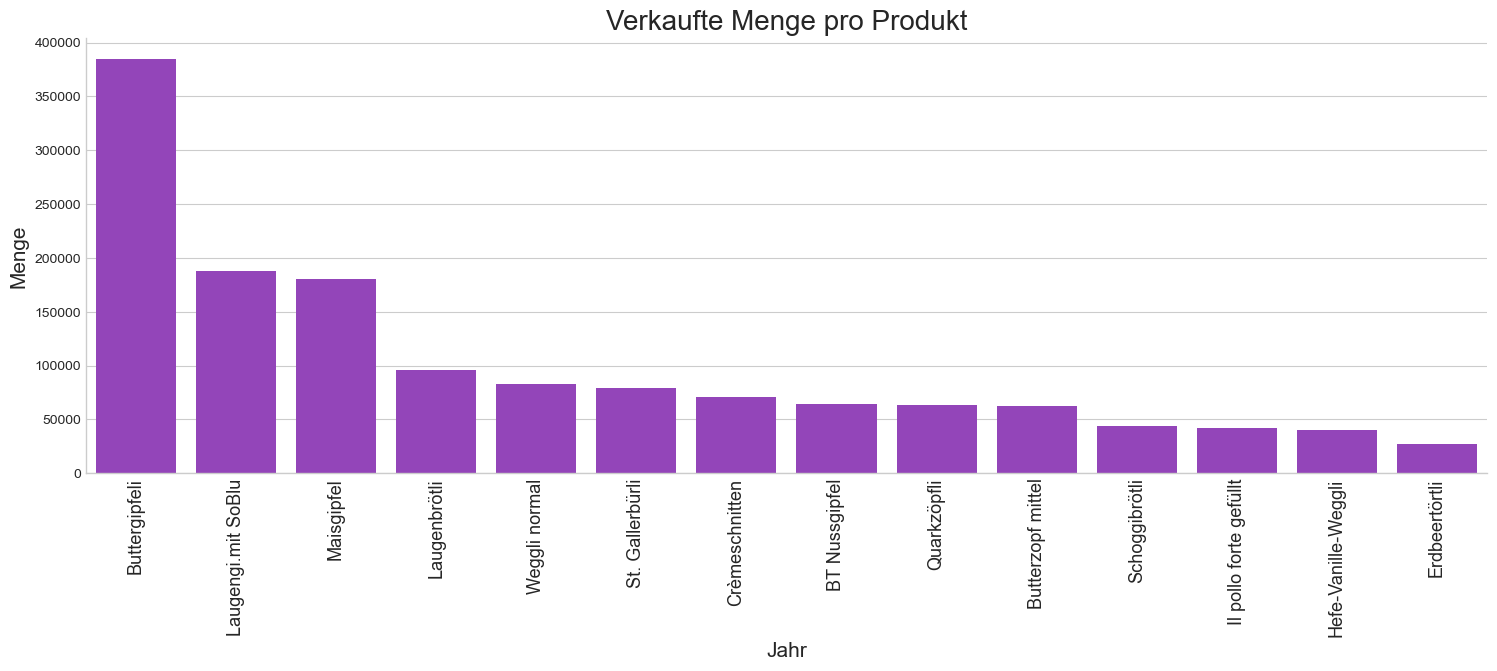 Verkaufte Menge pro Produkt
Menge
400000
350000
300000
250000
200000
150000
100000
50000
0
Buttergipfeli
Laugengi.mit SoBlu
Maisgipfel
Laugenbrötli
Weggli normal
St. Gallerbürli
Crèmeschnitten
BT Nussgipfel
Quarkzöpfli
Butterzopf mittel
Schoggibrötli
Il pollo forte gefüllt
Hefe-Vanille-Weggli
Erdbeertörtli
Jahr